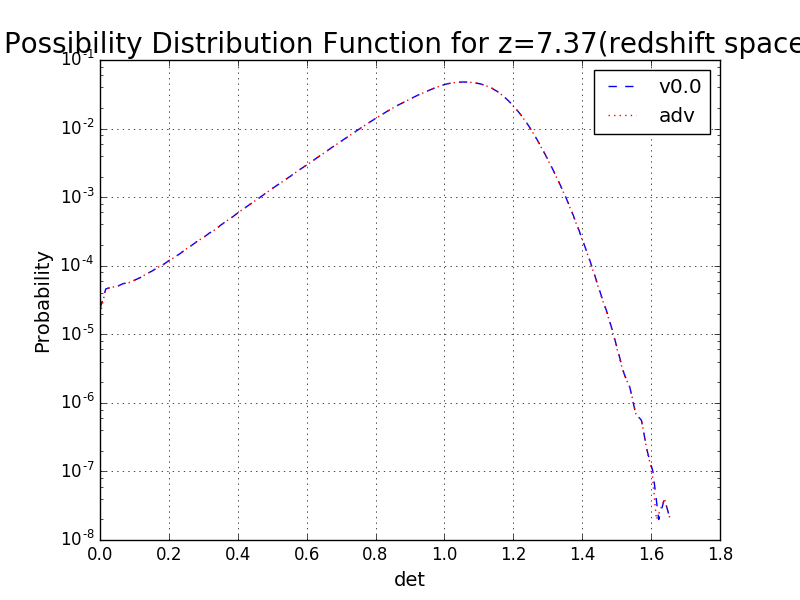 Possibility Distribution Function for z=7.37(redshift space
10^-1
10^-2
10^-3
10^-4
10^-5
10^-6
10^-7
10^-8
Probability
v0.0
adv
0.0 0.2 0.4 0.6 0.8 1.0 1.2 1.4 1.6 1.8
det